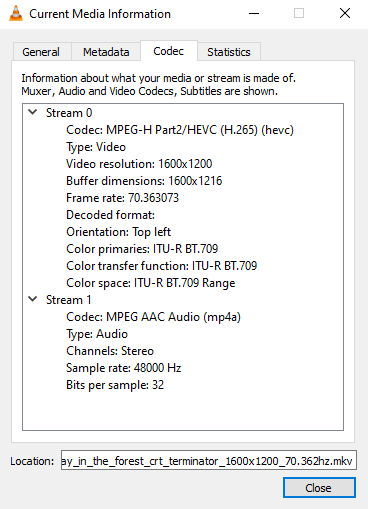 Current Media Information
General
Metadata
Codec
Statistics
Information about what your media or stream is made of.
Muxer, Audio and Video Codecs, Subtitles are shown.
Stream 0
Codec: MPEG-H Part2/HEVC (H.265) (hevc)
Type: Video
Video resolution: 1600x1200
Buffer dimensions: 1600x1216
Frame rate: 70.363073
Decoded format:
Orientation: Top left
Color primaries: ITU-R BT.709
Color transfer function: ITU-R BT.709
Color space: ITU-R BT.709 Range
Stream 1
Codec: MPEG AAC Audio (mp4a)
Type: Audio
Channels: Stereo
Sample rate: 48000 Hz
Bits per sample: 32
Location: ay_in_the_forest_crt_terminator_1600x1200_70.362hz.mkv
Close